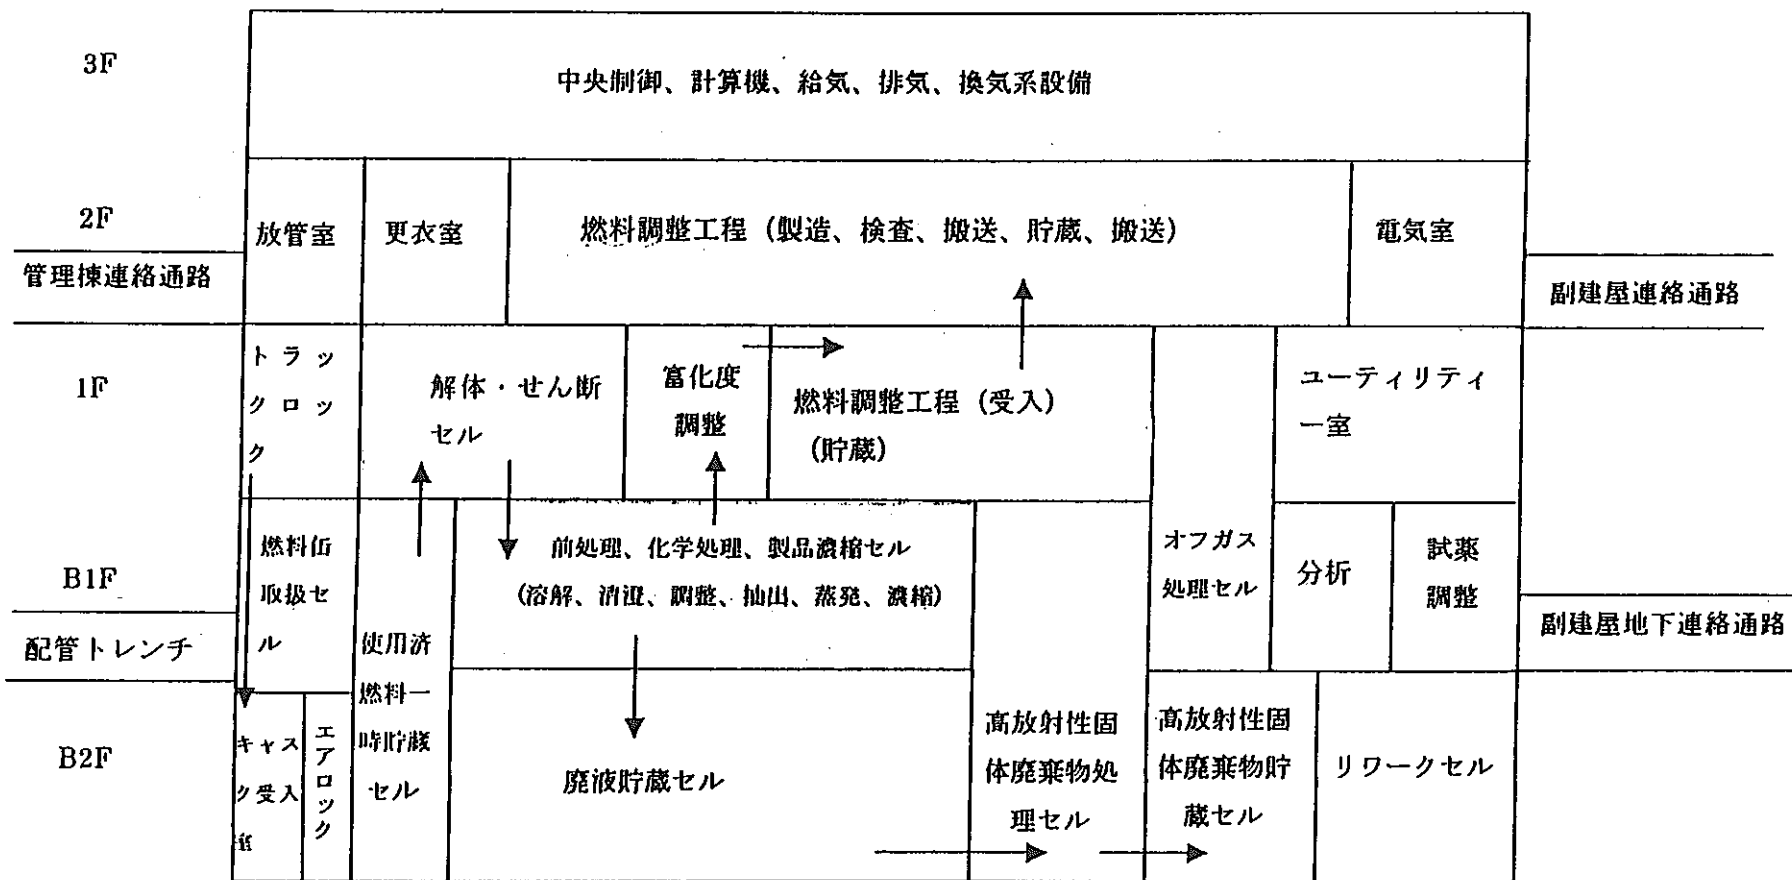 3F
中央制御、計算機、給気、排気、換気系設備
2F
放管室
更衣室
燃料調整工程（製造、検査、搬送、貯蔵、搬送）
電気室
管理棟連絡通路
副建屋連絡通路
1F
トラッ
クロッ
ク
解体・せん断
セル
富化度
調整
燃料調整工程（受入）
（貯蔵）
ユーティリティ
ー室
B1F
燃料缶
取扱セ
ル
前処理、化学処理、製品濃縮セル
（溶解、清澄、調整、抽出、蒸発、濃縮）
オフガス
処理セル
分析
試薬
調整
配管トレンチ
副建屋地下連絡通路
使用済
燃料一
時貯蔵
セル
B2F
キャス
ク受入
室
エアロック
廃液貯蔵セル
高放射性固
体廃棄物処
理セル
高放射性固
体廃棄物貯
蔵セル
リワークセル